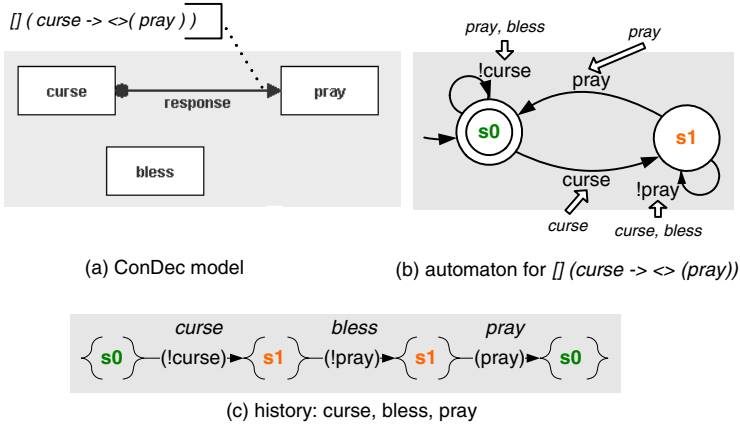 [] ( curse -> <>( pray ) )
curse
response
pray
bless
(a) ConDec model
pray, bless
pray
!curse
pray
s0
s1
curse
!pray
curse
curse, bless
(b) automaton for [] (curse -> <> (pray))
curse bless pray
{ s0 } (!curse) { s1 } (!pray) { s1 } (pray) { s0 }
(c) history: curse, bless, pray